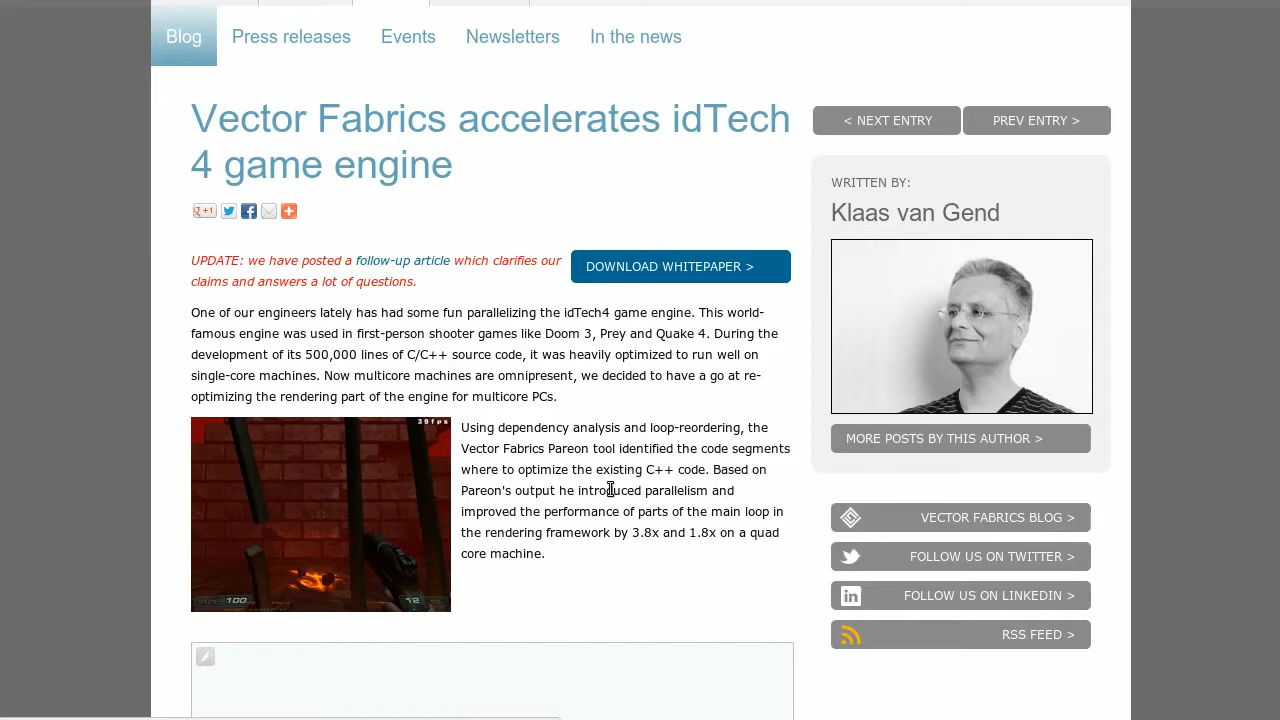 Blog Press releases Events Newsletters In the news
Vector Fabrics accelerates idTech
4 game engine
UPDATE: we have posted a follow-up article which clarifies our
claims and answers a lot of questions.
DOWNLOAD WHITEPAPER >
One of our engineers lately has had some fun parallelizing the idTech4 game engine. This world-
famous engine was used in first-person shooter games like Doom 3, Prey and Quake 4. During the
development of its 500,000 lines of C/C++ source code, it was heavily optimized to run well on
single-core machines. Now multicore machines are omnipresent, we decided to have a go at re-
optimizing the rendering part of the engine for multicore PCs.
39fps
100
12
Using dependency analysis and loop-reordering, the
Vector Fabrics Pareon tool identified the code segments
where to optimize the existing C++ code. Based on
Pareon's output he introduced parallelism and
improved the performance of parts of the main loop in
the rendering framework by 3.8x and 1.8x on a quad
core machine.
< NEXT ENTRY PREV ENTRY >
WRITTEN BY:
Klaas van Gend
MORE POSTS BY THIS AUTHOR >
VECTOR FABRICS BLOG >
FOLLOW US ON TWITTER >
FOLLOW US ON LINKEDIN >
RSS FEED >